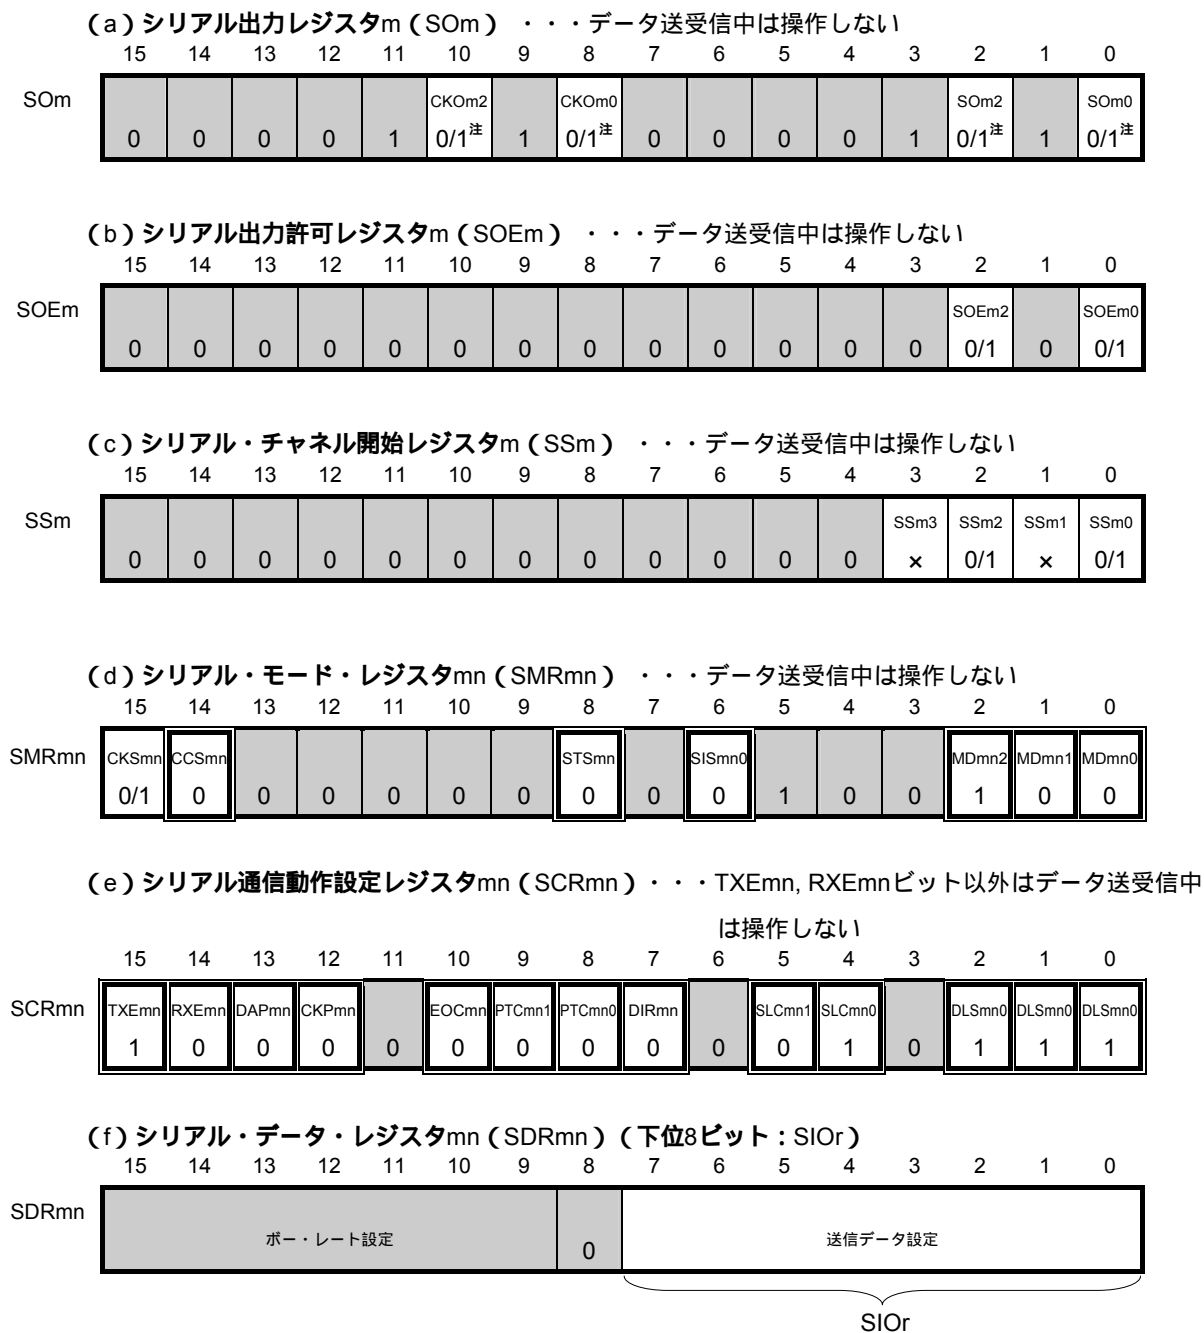 (a)シリアル出力レジスタm(SOm) ・・・データ送受信中は操作しない
15 14 13 12 11 10 9 8 7 6 5 4 3 2 1 0
SOm
CKOm2 CKOm0 SOm2 SOm0
0 0 0 0 1 0/1注 1 0/1注 0 0 0 0 1 0/1注 1 0/1注
(b)シリアル出力許可レジスタm(SOEm) ・・・データ送受信中は操作しない
15 14 13 12 11 10 9 8 7 6 5 4 3 2 1 0
SOEm
SOEm2 SOEm0
0 0 0 0 0 0 0 0 0 0 0 0 0 0/1 0 0/1
(c)シリアル・チャネル開始レジスタm(SSm) ・・・データ送受信中は操作しない
15 14 13 12 11 10 9 8 7 6 5 4 3 2 1 0
SSm
SSm3 SSm2 SSm1 SSm0
0 0 0 0 0 0 0 0 0 0 0 0 × 0/1 × 0/1
(d)シリアル・モード・レジスタmn(SMRmn) ・・・データ送受信中は操作しない
15 14 13 12 11 10 9 8 7 6 5 4 3 2 1 0
SMRmn
CKSmn CCSmn STSmn SISmn0 MDmn2 MDmn1 MDmn0
0/1 0 0 0 0 0 0 0 0 0 1 0 0 1 0 0
(e)シリアル通信動作設定レジスタmn(SCRmn)・・・TXEmn, RXEmnビット以外はデータ送受信中
は操作しない
15 14 13 12 11 10 9 8 7 6 5 4 3 2 1 0
SCRmn
TXEmn RXEmn DAPmn CKPmn EOCmn PTCmn1 PTCmn0 DIRmn SLCmn1 SLCmn0 DLSmn0 DLSmn0 DLSmn0
1 0 0 0 0 0 0 0 0 0 0 1 0 1 1 1
(f)シリアル・データ・レジスタmn(SDRmn)(下位8ビット:SIOr)
15 14 13 12 11 10 9 8 7 6 5 4 3 2 1 0
SDRmn
ボー・レート設定 0 送信データ設定
SIOr